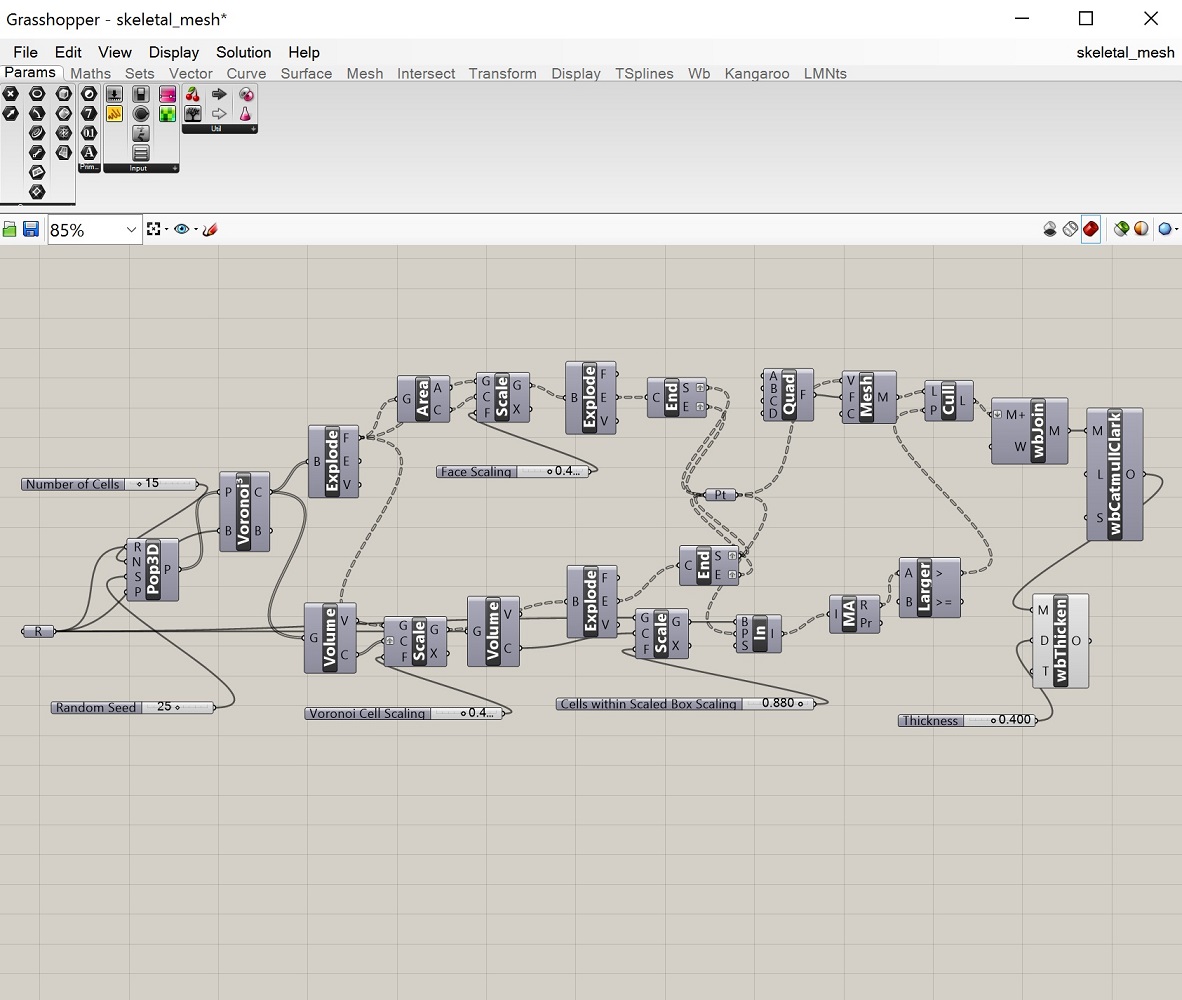 Grasshopper - skeletal_mesh*
File Edit View Display Solution Help skeletal_mesh
Params Maths Sets Vector Curve Surface Mesh Intersect Transform Display TSplines Wb Kangaroo LMNts
Prim... Input Util
85%
Number of Cells 15
R N S P Pop3D P
P B Voronoi³ C B
R
Random Seed 25
B Explode F E V
G Area A C
G C F Scale G X
Face Scaling 0.4...
B Explode F E V
C End S E
Pt
A B C D Quad F
V F C Mesh M
L P Cull L
M+ W wbJoin M
M L S wbCatmullClark O
G Volume V C
G C F Scale G X
Voronoi Cell Scaling 0.4...
G Volume V C
B Explode F E V
C End S E
G C F Scale G X
Cells within Scaled Box Scaling 0.880
B P S In I
I MA R Pr
A B Larger > >=
M D T wbThicken O
Thickness 0.400